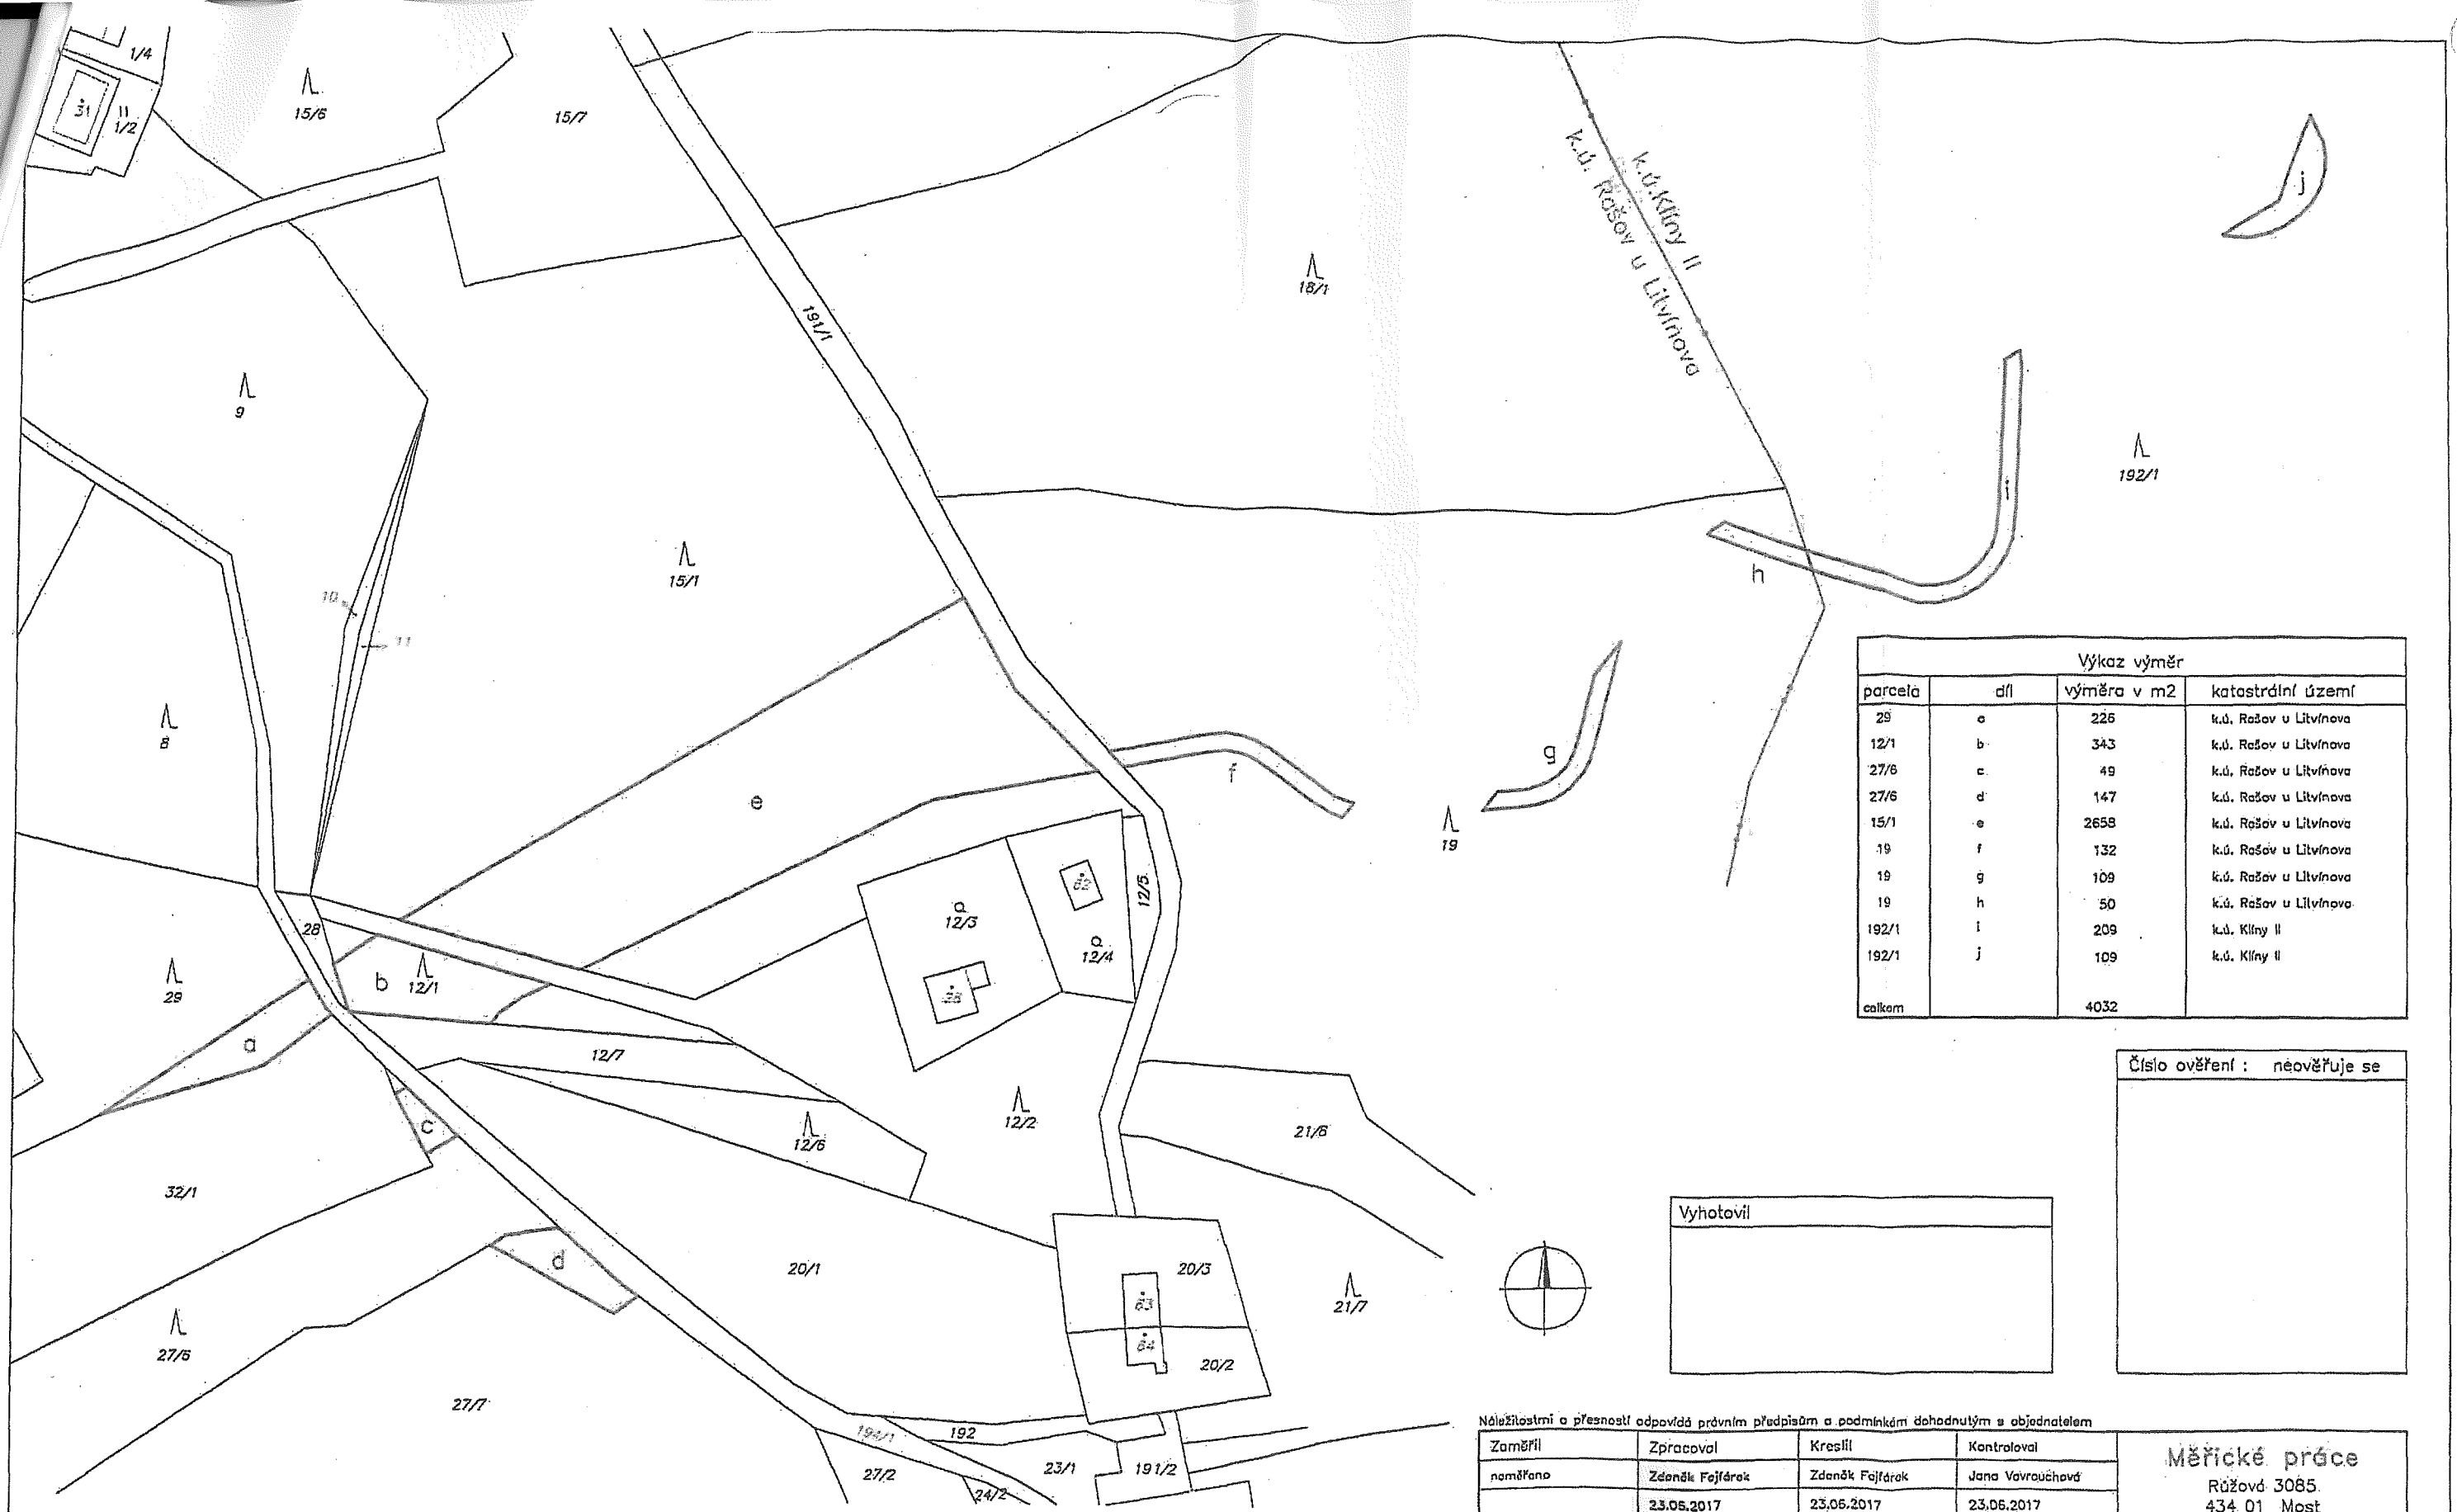 1/4
31
1/2
15/6
15/7
k.ú. Klíny II
k.ú. Rašov u Litvínova
j
18/1
191/1
9
192/1
i
15/1
h
10
11
8
e
f
g
19
Výkaz výměr
parcela díl výměra v m2 katastrální území
29 a 226 k.ú. Rašov u Litvínova
12/1 b 343 k.ú. Rašov u Litvínova
27/6 c 49 k.ú. Rašov u Litvínova
27/6 d 147 k.ú. Rašov u Litvínova
15/1 e 2658 k.ú. Rašov u Litvínova
19 f 132 k.ú. Rašov u Litvínova
19 g 109 k.ú. Rašov u Litvínova
19 h 50 k.ú. Rašov u Litvínova
192/1 i 209 k.ú. Klíny II
192/1 j 109 k.ú. Klíny II
celkem 4032
12/5
12/3
12/4
28
b
12/1
29
a
12/7
c
12/6
12/2
21/6
Číslo ověření : neověřuje se
32/1
d
20/1
20/3
63
64
20/2
21/7
Vyhotovil
27/6
27/7
194/1
192
27/2
24/2
23/1
191/2
Náležitostmi a přesností odpovídá právním předpisům a podmínkám dohodnutým s objednatelem
Zaměřil Zpracoval Kreslil Kontroloval
neměřeno Zdeněk Fejfárek Zdeněk Fejfárek Jana Vavrouchová
23.06.2017 23.06.2017 23.06.2017
Měřické práce
Růžová 3085
434 01 Most